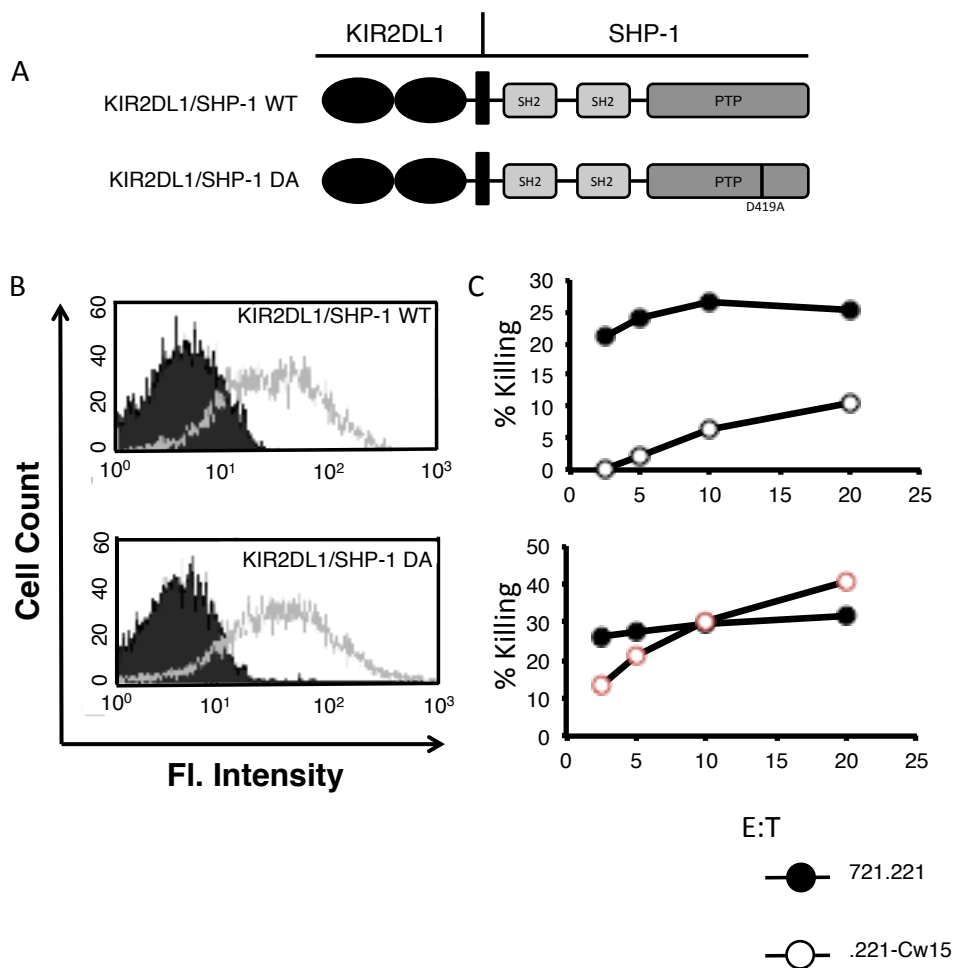 KIR2DL1 SHP-1
A
KIR2DL1/SHP-1 WT SH2 SH2 PTP
KIR2DL1/SHP-1 DA SH2 SH2 PTP
D419A
B
Cell Count
60
40
20
0
KIR2DL1/SHP-1 WT
10⁰ 10¹ 10² 10³
60
40
20
0
KIR2DL1/SHP-1 DA
10⁰ 10¹ 10² 10³
Fl. Intensity
C
% Killing
30
25
20
15
10
5
0
0 5 10 15 20 25
% Killing
50
40
30
20
10
0
0 5 10 15 20 25
E:T
721.221
.221-Cw15